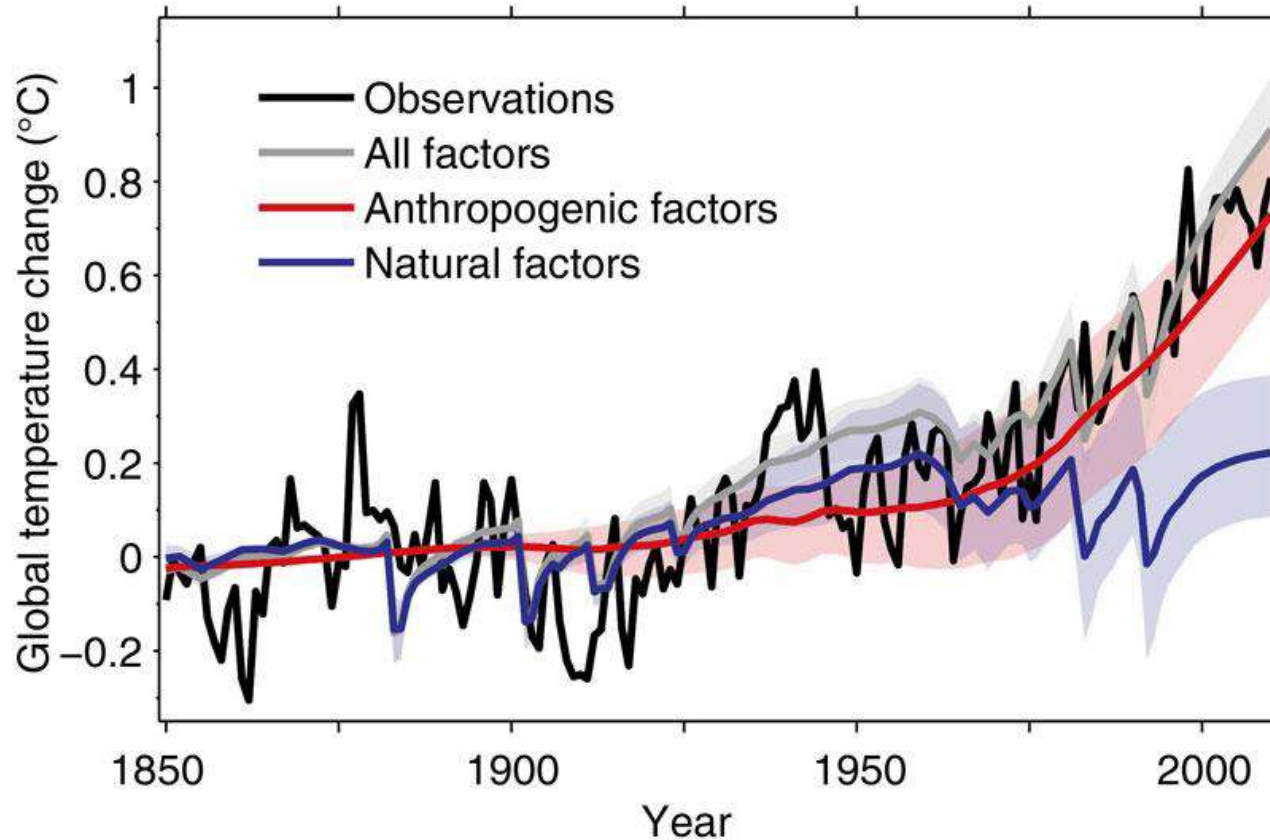 Global temperature change (°C)
1
0.8
0.6
0.4
0.2
0
−0.2
Observations
All factors
Anthropogenic factors
Natural factors
1850 1900 1950 2000
Year